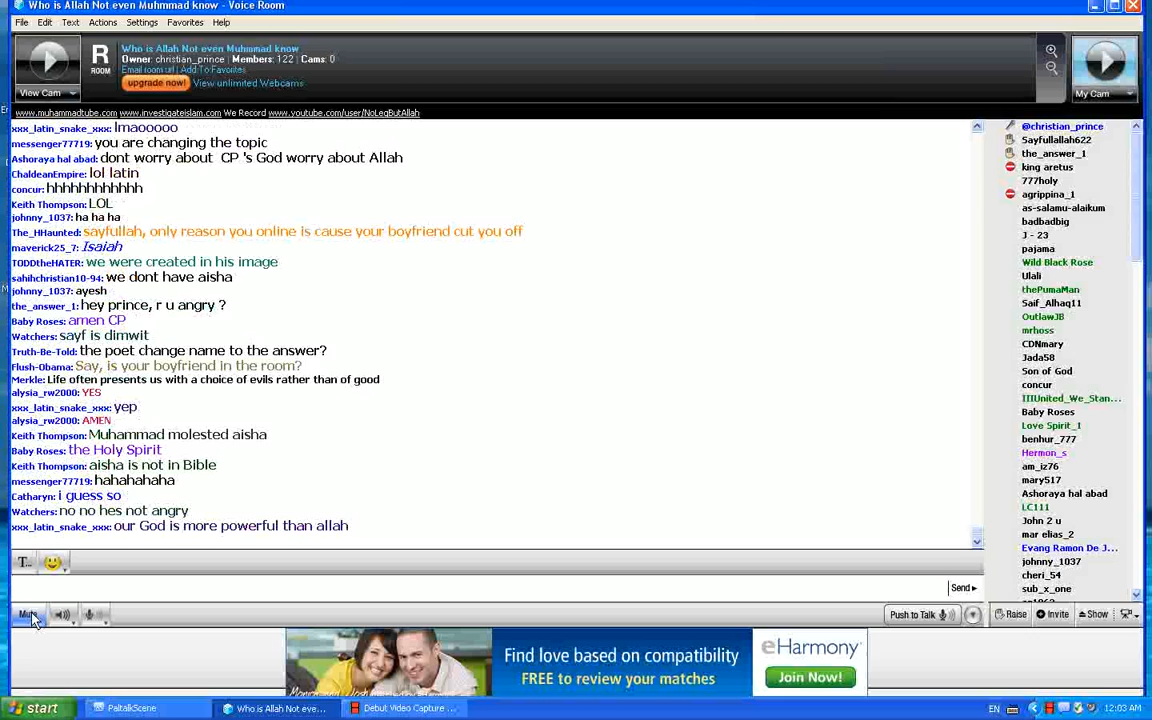 Who is Allah Not even Muhmmad know - Voice Room
File Edit Text Actions Settings Favorites Help
Who is Allah Not even Muhmmad know
R ROOM
Owner: christian_prince | Members: 122 | Cams: 0
Email room url | Add To Favorites
upgrade now! View unlimited Webcams
View Cam
My Cam
www.muhammadtube.com www.investigateislam.com We Record www.youtube.com/user/NoLegButAllah
xxx_latin_snake_xxx: lmaooooo
messenger77719: you are changing the topic
Ashoraya hal abad: dont worry about CP 's God worry about Allah
ChaldeanEmpire: lol latin
concur: hhhhhhhhhhhh
Keith Thompson: LOL
johnny_1037: ha ha ha
The_HHaunted: sayfullah, only reason you online is cause your boyfriend cut you off
maverick25_7: Isaiah
TODDtheHATER: we were created in his image
sahihchristian10-94: we dont have aisha
johnny_1037: ayesh
the_answer_1: hey prince, r u angry ?
Baby Roses: amen CP
Watchers: sayf is dimwit
Truth-Be-Told: the poet change name to the answer?
Flush-Obama: Say, is your boyfriend in the room?
Merkle: Life often presents us with a choice of evils rather than of good
alysia_rw2000: YES
xxx_latin_snake_xxx: yep
alysia_rw2000: AMEN
Keith Thompson: Muhammad molested aisha
Baby Roses: the Holy Spirit
Keith Thompson: aisha is not in Bible
messenger77719: hahahahaha
Catharyn: i guess so
Watchers: no no hes not angry
xxx_latin_snake_xxx: our God is more powerful than allah
@christian_prince
Sayfullallah622
the_answer_1
king aretus
777holy
agrippina_1
as-salamu-alaikum
badbadbig
J - 23
pajama
Wild Black Rose
Ulali
thePumaMan
Saif_Alhaq11
OutlawJB
mrhoss
CDNmary
Jada58
Son of God
concur
IIIUnited_We_Stan...
Baby Roses
Love Spirit_1
benhur_777
Hermon_s
am_iz76
mary517
Ashoraya hal abad
LC111
John 2 u
mar elias_2
Evang Ramon De J...
johnny_1037
cheri_54
sub_x_one
T...
Send
Mute
Push to Talk
Raise Invite Show
Find love based on compatibility
FREE to review your matches
eHarmony
Join Now!
start
PaltalkScene
Who is Allah Not eve...
Debut Video Capture ...
EN
12:03 AM